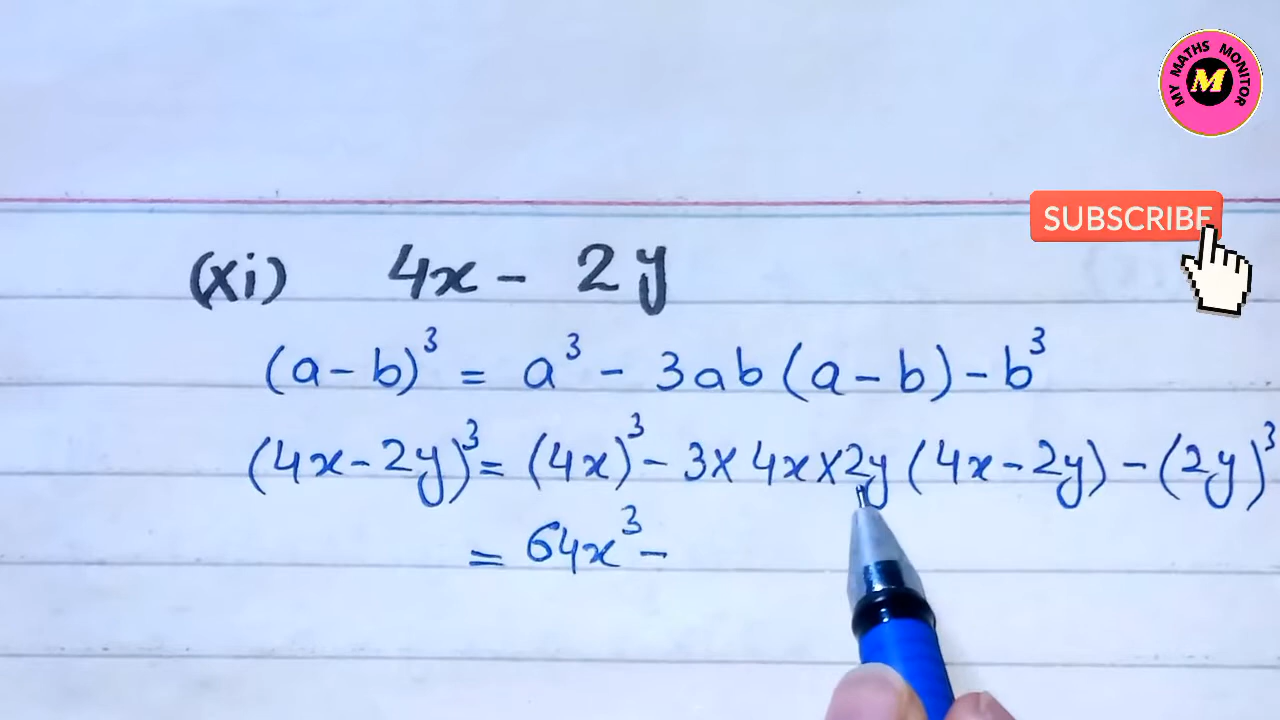 MY MATHS MONITOR
M
SUBSCRIBE
(xi) 4x - 2y
(a - b)³ = a³ - 3ab(a - b) - b³
(4x - 2y)³ = (4x)³ - 3 × 4x × 2y (4x - 2y) - (2y)³
= 64x³ -